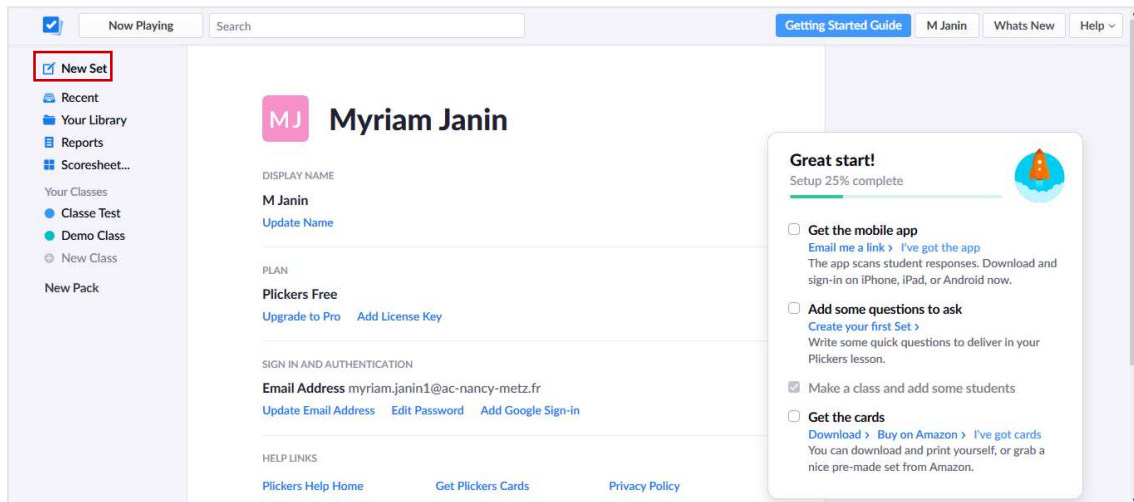 Now Playing
Search
Getting Started Guide
M Janin
Whats New
Help
New Set
Recent
Your Library
Reports
Scoresheet...
Your Classes
Classe Test
Demo Class
New Class
New Pack
MJ
Myriam Janin
DISPLAY NAME
M Janin
Update Name
PLAN
Plickers Free
Upgrade to Pro Add License Key
SIGN IN AND AUTHENTICATION
Email Address myriam.janin1@ac-nancy-metz.fr
Update Email Address Edit Password Add Google Sign-in
HELP LINKS
Plickers Help Home Get Plickers Cards Privacy Policy
Great start!
Setup 25% complete
Get the mobile app
Email me a link > I've got the app
The app scans student responses. Download and
sign-in on iPhone, iPad, or Android now.
Add some questions to ask
Create your first Set >
Write some quick questions to deliver in your
Plickers lesson.
Make a class and add some students
Get the cards
Download > Buy on Amazon > I've got cards
You can download and print yourself, or grab a
nice pre-made set from Amazon.